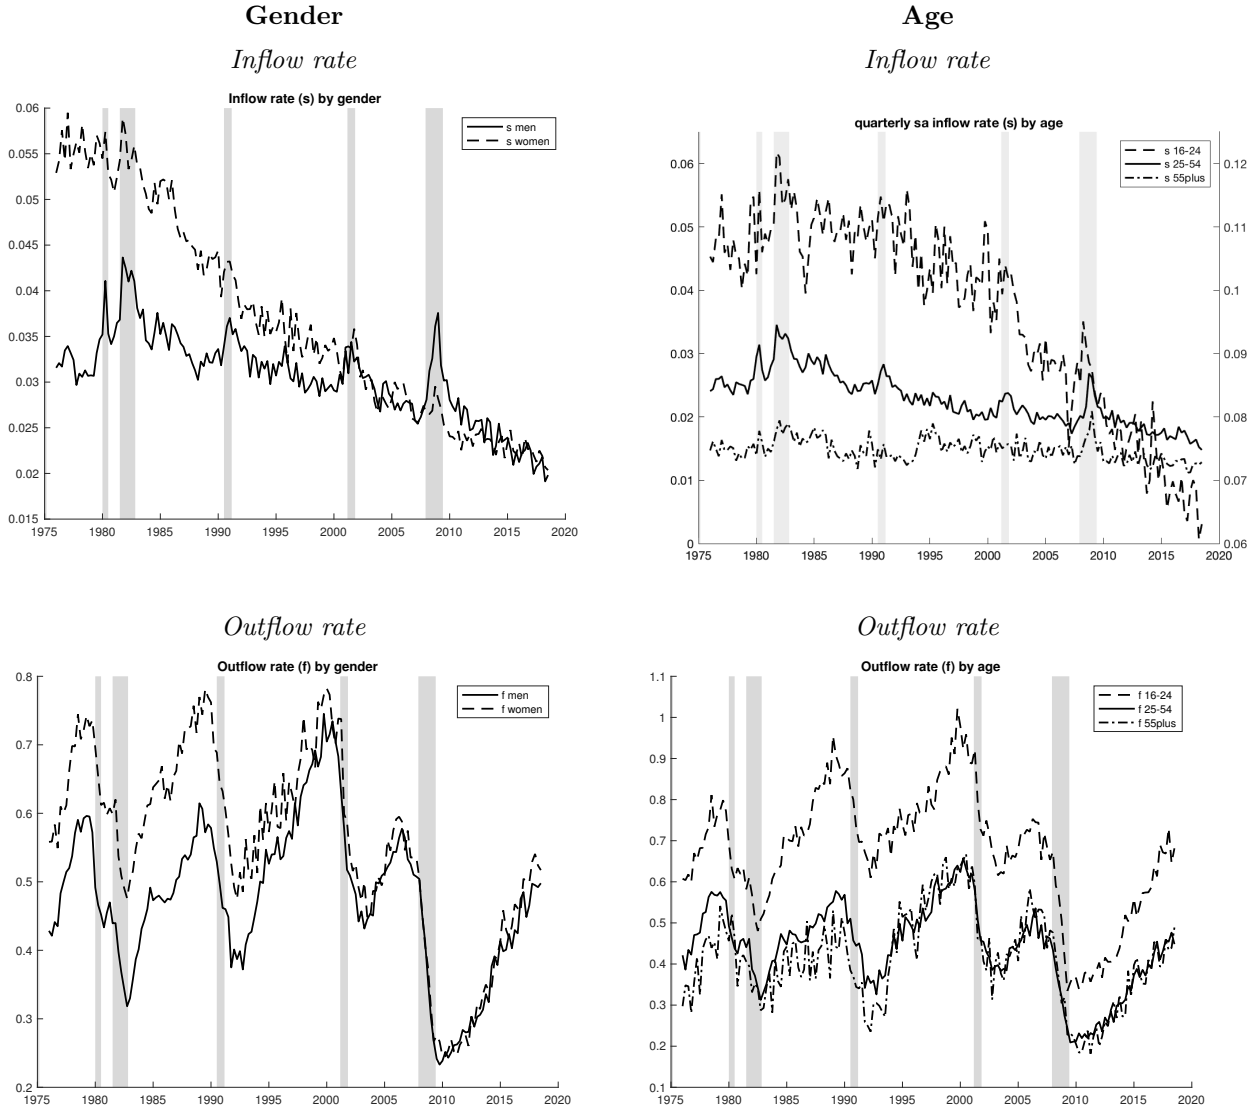 Gender
Age
Inflow rate
Inflow rate
Inflow rate (s) by gender
0.06
0.055
0.05
0.045
0.04
0.035
0.03
0.025
0.02
0.015
s men
s women
1975 1980 1985 1990 1995 2000 2005 2010 2015 2020
quarterly sa inflow rate (s) by age
0.06
0.05
0.04
0.03
0.02
0.01
0
s 16-24
s 25-54
s 55plus
0.12
0.11
0.1
0.09
0.08
0.07
0.06
1975 1980 1985 1990 1995 2000 2005 2010 2015 2020
Outflow rate
Outflow rate
Outflow rate (f) by gender
0.8
0.7
0.6
0.5
0.4
0.3
0.2
f men
f women
1975 1980 1985 1990 1995 2000 2005 2010 2015 2020
Outflow rate (f) by age
1.1
1
0.9
0.8
0.7
0.6
0.5
0.4
0.3
0.2
0.1
f 16-24
f 25-54
f 55plus
1975 1980 1985 1990 1995 2000 2005 2010 2015 2020